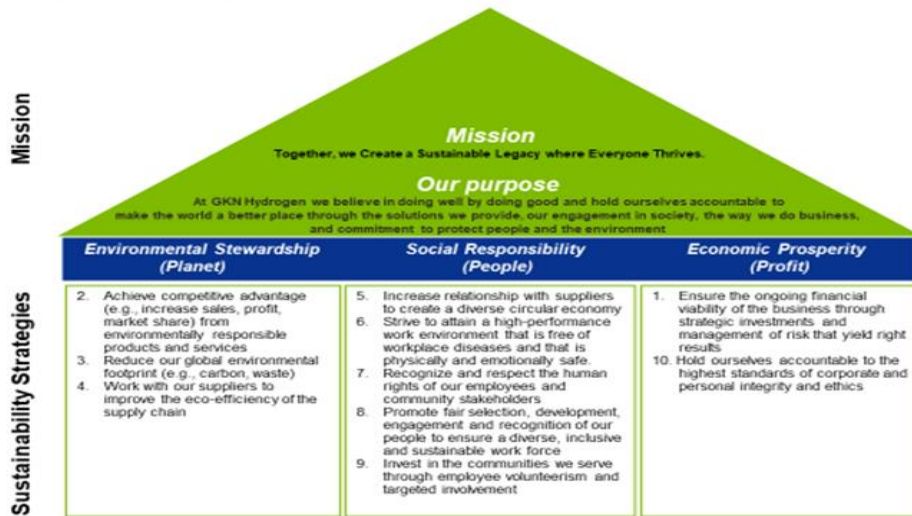 Mission
Mission
Together, we Create a Sustainable Legacy where Everyone Thrives.
Our purpose
At GKN Hydrogen we believe in doing well by doing good and hold ourselves accountable to
make the world a better place through the solutions we provide, our engagement in society, the way we do business,
and commitment to protect people and the environment
Environmental Stewardship
(Planet)
Social Responsibility
(People)
Economic Prosperity
(Profit)
Sustainability Strategies
2. Achieve competitive advantage
(e.g., increase sales, profit,
market share) from
environmentally responsible
products and services
3. Reduce our global environmental
footprint (e.g., carbon, waste)
4. Work with our suppliers to
improve the eco-efficiency of the
supply chain
5. Increase relationship with suppliers
to create a diverse circular economy
6. Strive to attain a high-performance
work environment that is free of
workplace diseases and that is
physically and emotionally safe.
7. Recognize and respect the human
rights of our employees and
community stakeholders
8. Promote fair selection, development,
engagement and recognition of our
people to ensure a diverse, inclusive
and sustainable work force
9. Invest in the communities we serve
through employee volunteerism and
targeted involvement
1. Ensure the ongoing financial
viability of the business through
strategic investments and
management of risk that yield right
results
10. Hold ourselves accountable to the
highest standards of corporate and
personal integrity and ethics